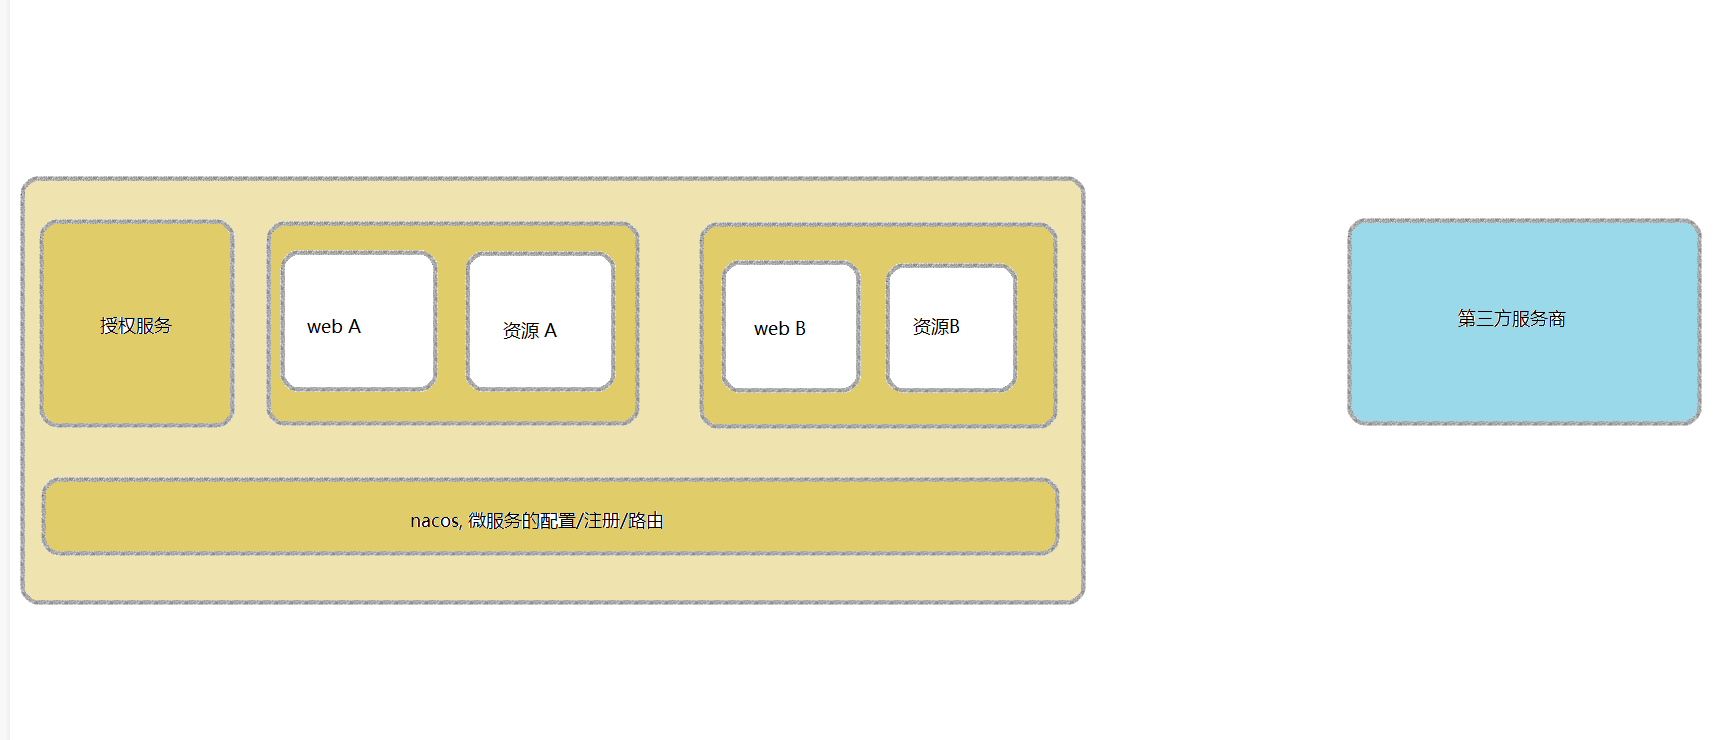 授权服务
web A
资源 A
web B
资源B
第三方服务商
nacos, 微服务的配置/注册/路由